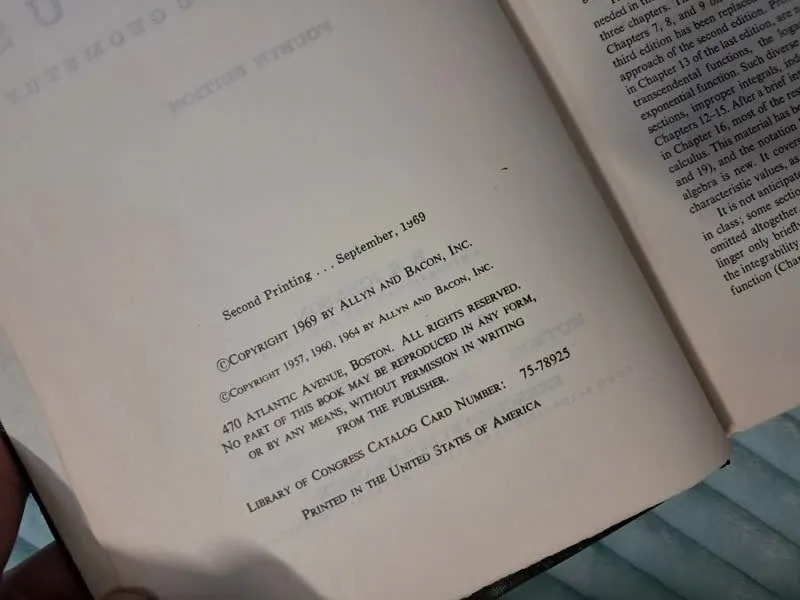 Second Printing . . . September, 1969
©COPYRIGHT 1969 BY ALLYN AND BACON, INC.
©COPYRIGHT 1957, 1960, 1964 BY ALLYN AND BACON, INC.
470 ATLANTIC AVENUE, BOSTON. ALL RIGHTS RESERVED.
NO PART OF THIS BOOK MAY BE REPRODUCED IN ANY FORM,
OR BY ANY MEANS, WITHOUT PERMISSION IN WRITING
FROM THE PUBLISHER.
LIBRARY OF CONGRESS CATALOG CARD NUMBER: 75-78925
PRINTED IN THE UNITED STATES OF AMERICA
needed in
three chapters.
Chapters 7, 8, and 9
third edition has been replaced
approach of the second edition.
in Chapter 13 of the last edition, are
transcendental functions, the
exponential function. Such diverse
sections, improper integrals,
Chapters 12–15. After a brief
in Chapter 16, most of the
calculus. This material has
and 19), and the notation
algebra is new. It covers
characteristic values, as
It is not anticipated
in class; some
omitted altogether
linger only briefly
the integrability
function